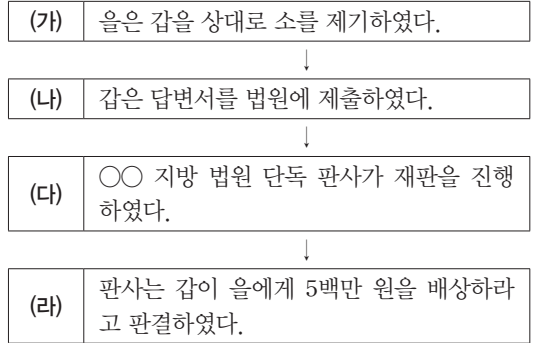 (가) 을은 갑을 상대로 소를 제기하였다.
↓
(나) 갑은 답변서를 법원에 제출하였다.
↓
(다) ○○ 지방 법원 단독 판사가 재판을 진행
하였다.
↓
(라) 판사는 갑이 을에게 5백만 원을 배상하라
고 판결하였다.